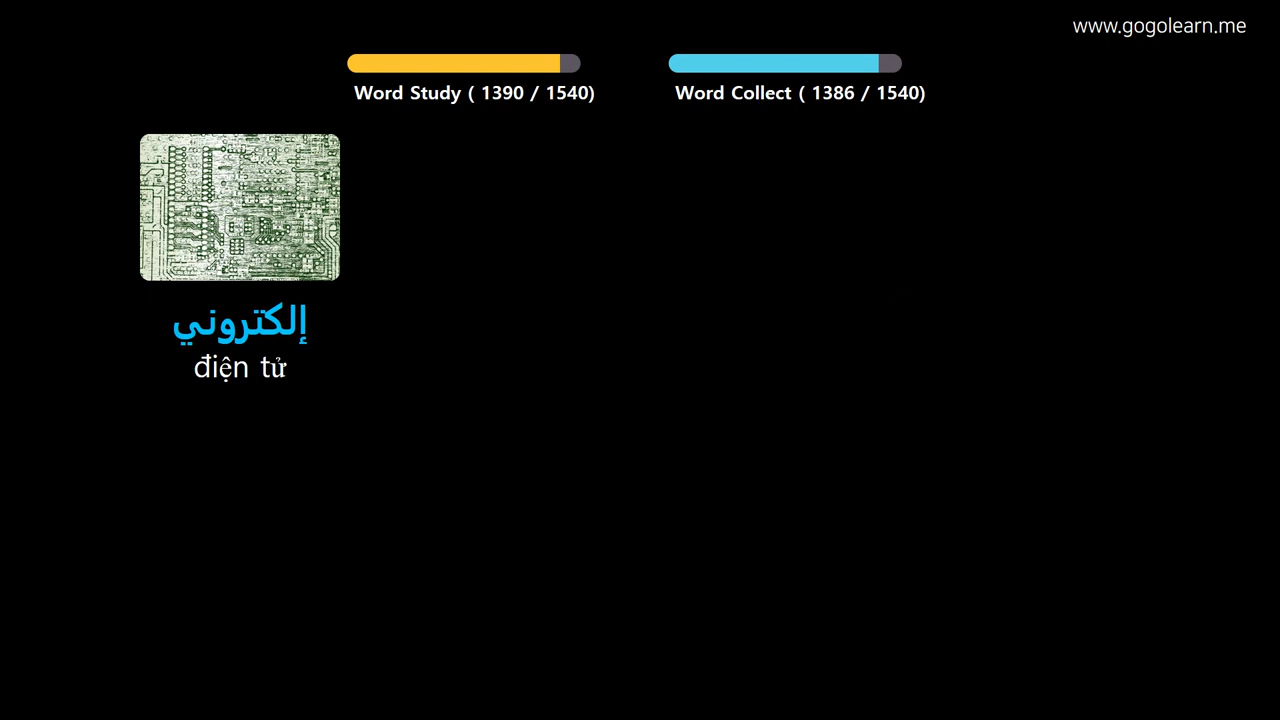 www.gogolearn.me
Word Study ( 1390 / 1540)
Word Collect ( 1386 / 1540)
إلكتروني
điện tử